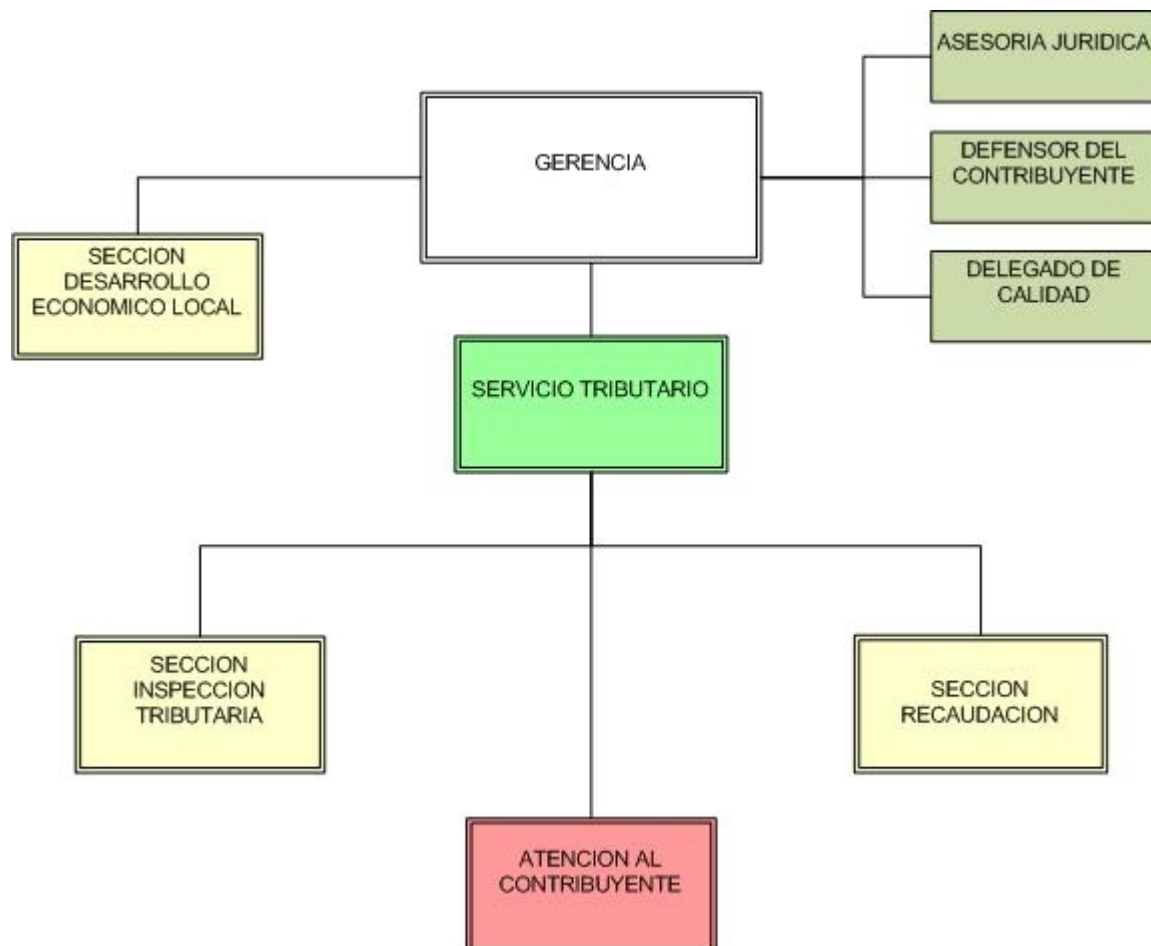 ASESORIA JURIDICA
GERENCIA
DEFENSOR DEL
CONTRIBUYENTE
SECCION
DESARROLLO
ECONOMICO LOCAL
DELEGADO DE
CALIDAD
SERVICIO TRIBUTARIO
SECCION
INSPECCION
TRIBUTARIA
SECCION
RECAUDACION
ATENCION AL
CONTRIBUYENTE